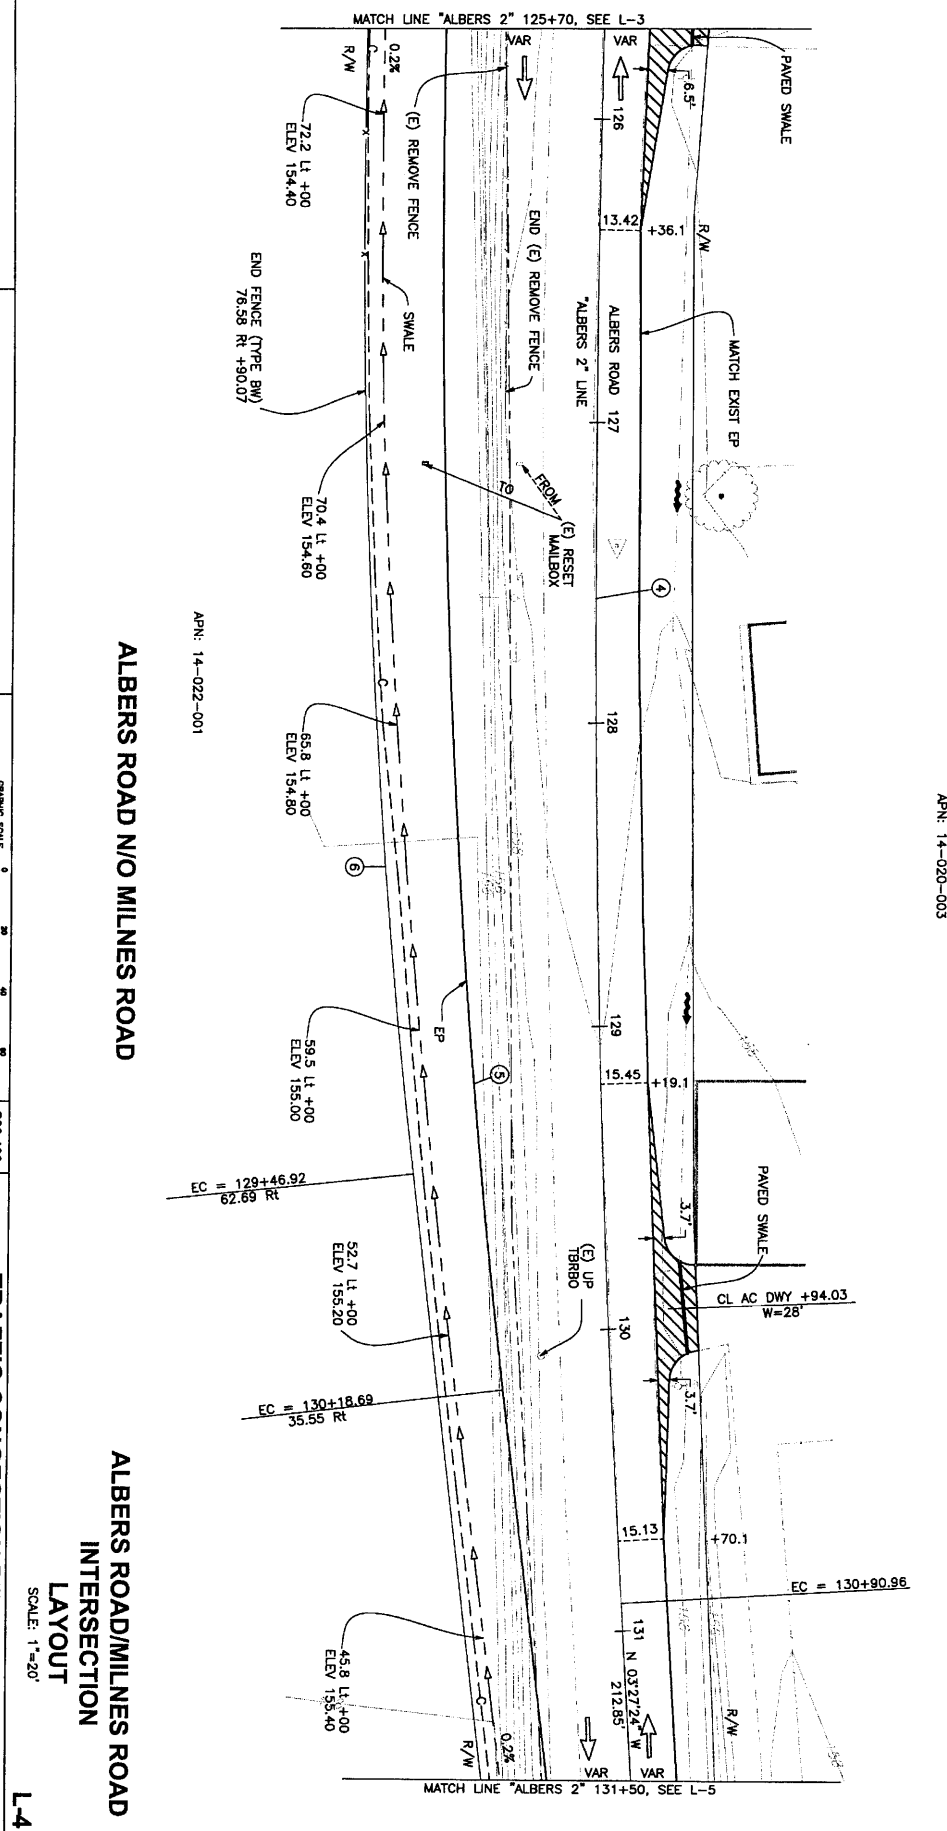 MATCH LINE "ALBERS 2" 125+70, SEE L-3
VAR
VAR
PAVED SWALE
6.5'
R/W
0.2%
C
(E) REMOVE FENCE
126
72.2 Lt +00
ELEV 154.40
x
x
13.42
+36.1
R/W
END (E) REMOVE FENCE
END FENCE (TYPE BW)
76.58 Rt +90.07
SWALE
ALBERS ROAD
"ALBERS 2" LINE
MATCH EXIST EP
127
70.4 Lt +00
ELEV 154.60
FROM
TO
(E) RESET
MAILBOX
4
APN: 14-022-001
C
128
65.8 Lt +00
ELEV 154.80
6
APN: 14-020-003
ALBERS ROAD N/O MILNES ROAD
EP
129
59.5 Lt +00
ELEV 155.00
5
15.45
+19.1
EC = 129+46.92
62.69 Rt
3.7'
PAVED SWALE
52.7 Lt +00
ELEV 155.20
(E) UP
TBRBO
CL AC DWY +94.03
W=28'
130
EC = 130+18.69
35.55 Rt
3.7'
15.13
+70.1
EC = 130+90.96
131
N 03°27'24" W
212.85'
45.8 Lt +00
ELEV 155.40
C
0.2%
R/W
R/W
VAR
VAR
MATCH LINE "ALBERS 2" 131+50, SEE L-5
ALBERS ROAD/MILNES ROAD
INTERSECTION
LAYOUT
SCALE: 1"=20'
L-4